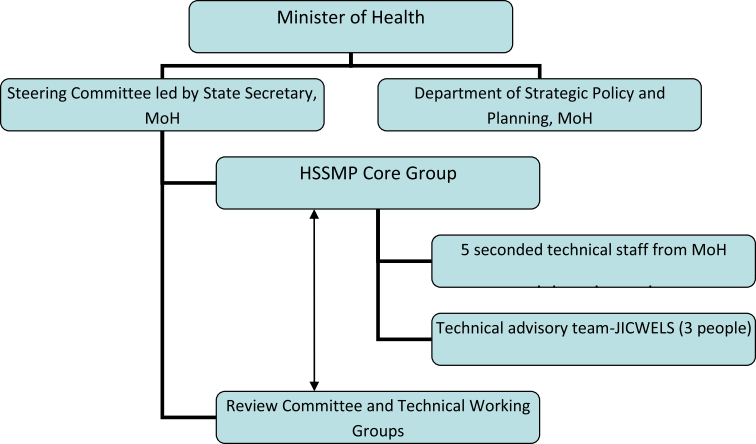 Minister of Health
Steering Committee led by State Secretary,
MoH
Department of Strategic Policy and
Planning, MoH
HSSMP Core Group
5 seconded technical staff from MoH
Technical advisory team-JICWELS (3 people)
Review Committee and Technical Working
Groups